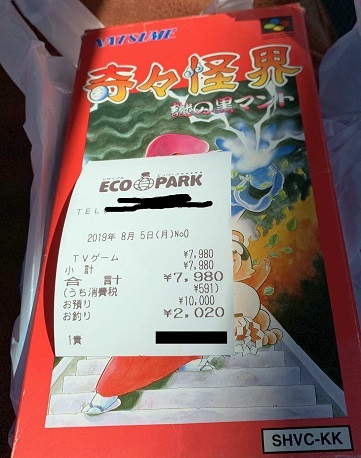 NATSUME
奇々怪界
謎の黒マント
ECO PARK
TEL
2019年 8月 5日(月)No0
TVゲーム ¥7,980
小 計 ¥7,980
合 計 ¥7,980
(うち消費税 ¥591)
お預り ¥10,000
お釣り ¥2,020
1責
SHVC-KK